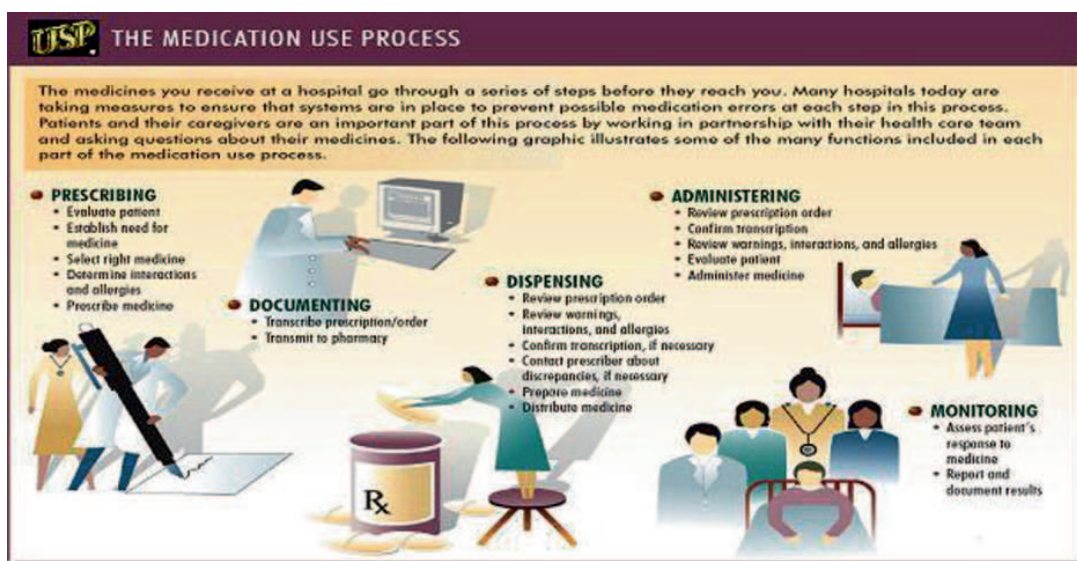 USP THE MEDICATION USE PROCESS
The medicines you receive at a hospital go through a series of steps before they reach you. Many hospitals today are
taking measures to ensure that systems are in place to prevent possible medication errors at each step in this process.
Patients and their caregivers are an important part of this process by working in partnership with their health care team
and asking questions about their medicines. The following graphic illustrates some of the many functions included in each
part of the medication use process.
PRESCRIBING
• Evaluate patient
• Establish need for
medicine
• Select right medicine
• Determine interactions
and allergies
• Prescribe medicine
DOCUMENTING
• Transcribe prescription/order
• Transmit to pharmacy
DISPENSING
• Review prescription order
• Review warnings,
interactions, and allergies
• Confirm transcription, if necessary
• Contact prescriber about
discrepancies, if necessary
• Prepare medicine
• Distribute medicine
Rx
ADMINISTERING
• Review prescription order
• Confirm transcription
• Review warnings, interactions, and allergies
• Evaluate patient
• Administer medicine
MONITORING
• Assess patient's
response to
medicine
• Report and
document results